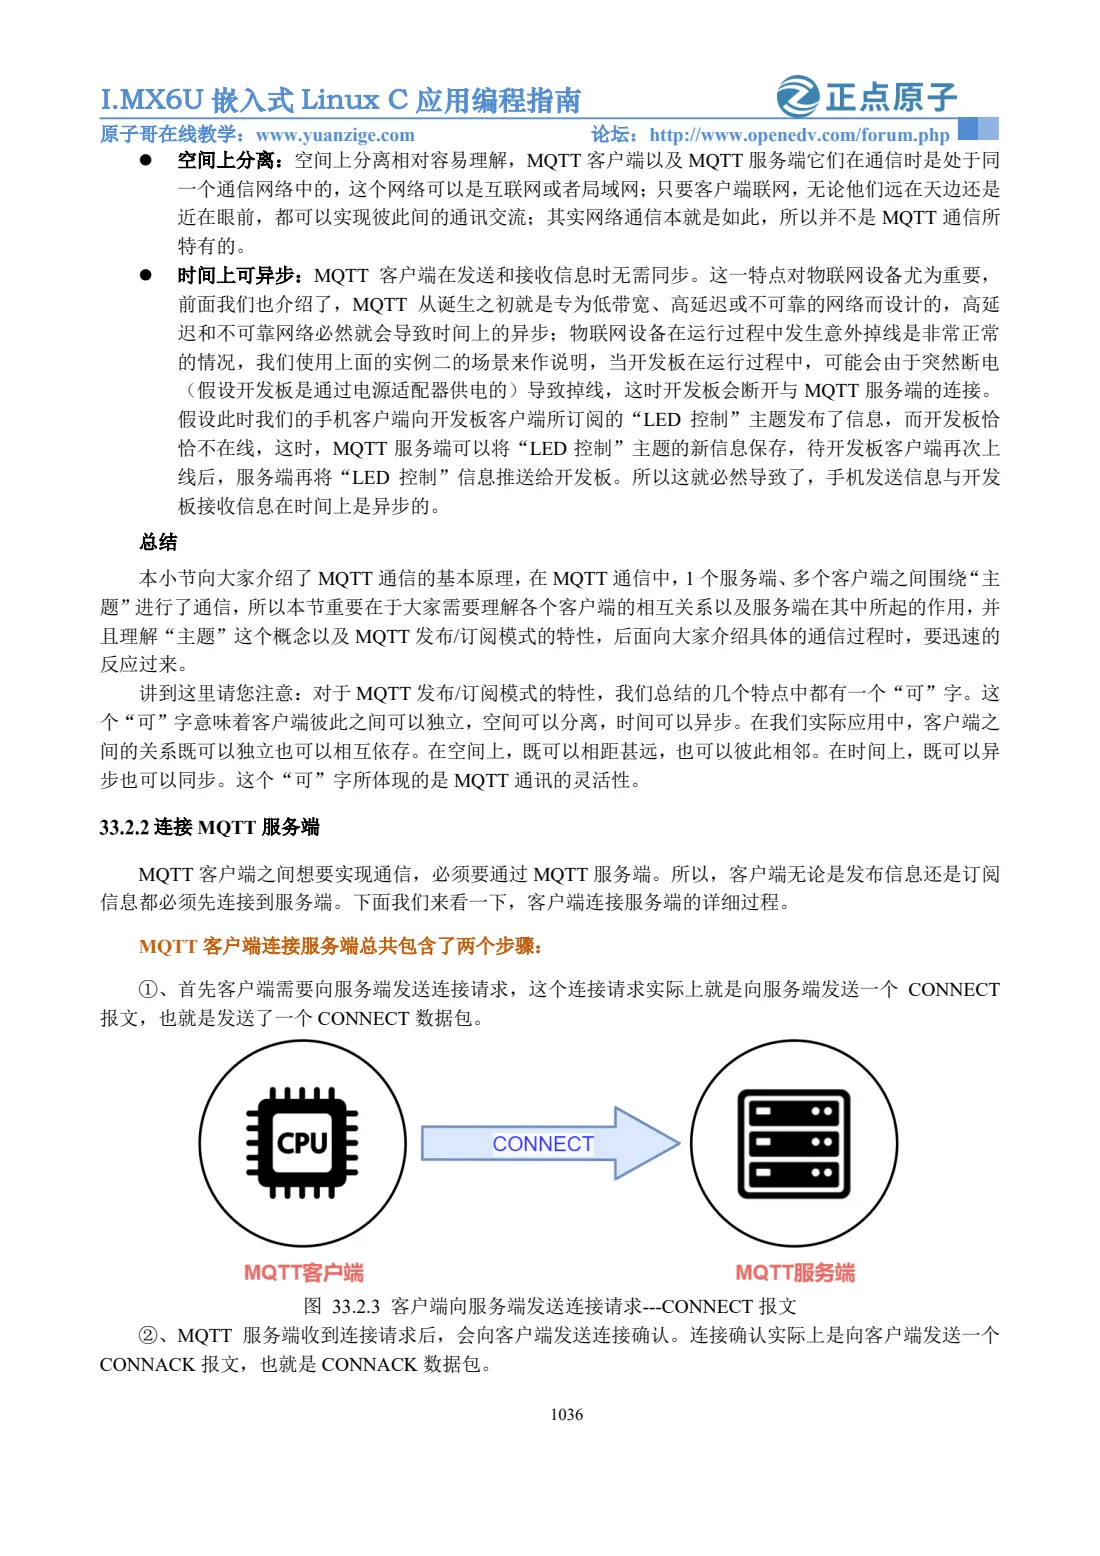 I.MX6U 嵌入式 Linux C 应用编程指南
正点原子
原子哥在线教学：www.yuanzige.com 论坛：http://www.openedv.com/forum.php
● 空间上分离：空间上分离相对容易理解，MQTT 客户端以及 MQTT 服务端它们在通信时是处于同
一个通信网络中的，这个网络可以是互联网或者局域网；只要客户端联网，无论他们远在天边还是
近在眼前，都可以实现彼此间的通讯交流；其实网络通信本就是如此，所以并不是 MQTT 通信所
特有的。
● 时间上可异步：MQTT 客户端在发送和接收信息时无需同步。这一特点对物联网设备尤为重要，
前面我们也介绍了，MQTT 从诞生之初就是专为低带宽、高延迟或不可靠的网络而设计的，高延
迟和不可靠网络必然就会导致时间上的异步；物联网设备在运行过程中发生意外掉线是非常正常
的情况，我们使用上面的实例二的场景来作说明，当开发板在运行过程中，可能会由于突然断电
（假设开发板是通过电源适配器供电的）导致掉线，这时开发板会断开与 MQTT 服务端的连接。
假设此时我们的手机客户端向开发板客户端所订阅的“LED 控制”主题发布了信息，而开发板恰
恰不在线，这时，MQTT 服务端可以将“LED 控制”主题的新信息保存，待开发板客户端再次上
线后，服务端再将“LED 控制”信息推送给开发板。所以这就必然导致了，手机发送信息与开发
板接收信息在时间上是异步的。
总结
本小节向大家介绍了 MQTT 通信的基本原理，在 MQTT 通信中，1 个服务端、多个客户端之间围绕“主
题”进行了通信，所以本节重要在于大家需要理解各个客户端的相互关系以及服务端在其中所起的作用，并
且理解“主题”这个概念以及 MQTT 发布/订阅模式的特性，后面向大家介绍具体的通信过程时，要迅速的
反应过来。
讲到这里请您注意：对于 MQTT 发布/订阅模式的特性，我们总结的几个特点中都有一个“可”字。这
个“可”字意味着客户端彼此之间可以独立，空间可以分离，时间可以异步。在我们实际应用中，客户端之
间的关系既可以独立也可以相互依存。在空间上，既可以相距甚远，也可以彼此相邻。在时间上，既可以异
步也可以同步。这个“可”字所体现的是 MQTT 通讯的灵活性。
33.2.2 连接 MQTT 服务端
MQTT 客户端之间想要实现通信，必须要通过 MQTT 服务端。所以，客户端无论是发布信息还是订阅
信息都必须先连接到服务端。下面我们来看一下，客户端连接服务端的详细过程。
MQTT 客户端连接服务端总共包含了两个步骤：
①、首先客户端需要向服务端发送连接请求，这个连接请求实际上就是向服务端发送一个 CONNECT
报文，也就是发送了一个 CONNECT 数据包。
CPU
CONNECT
MQTT客户端
MQTT服务端
图 33.2.3 客户端向服务端发送连接请求---CONNECT 报文
②、MQTT 服务端收到连接请求后，会向客户端发送连接确认。连接确认实际上是向客户端发送一个
CONNACK 报文，也就是 CONNACK 数据包。
1036